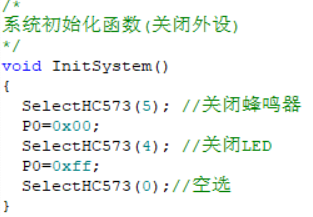 /*
系统初始化函数(关闭外设)
*/
void InitSystem()
{
SelectHC573(5); //关闭蜂鸣器
P0=0x00;
SelectHC573(4); //关闭LED
P0=0xff;
SelectHC573(0);//空选
}